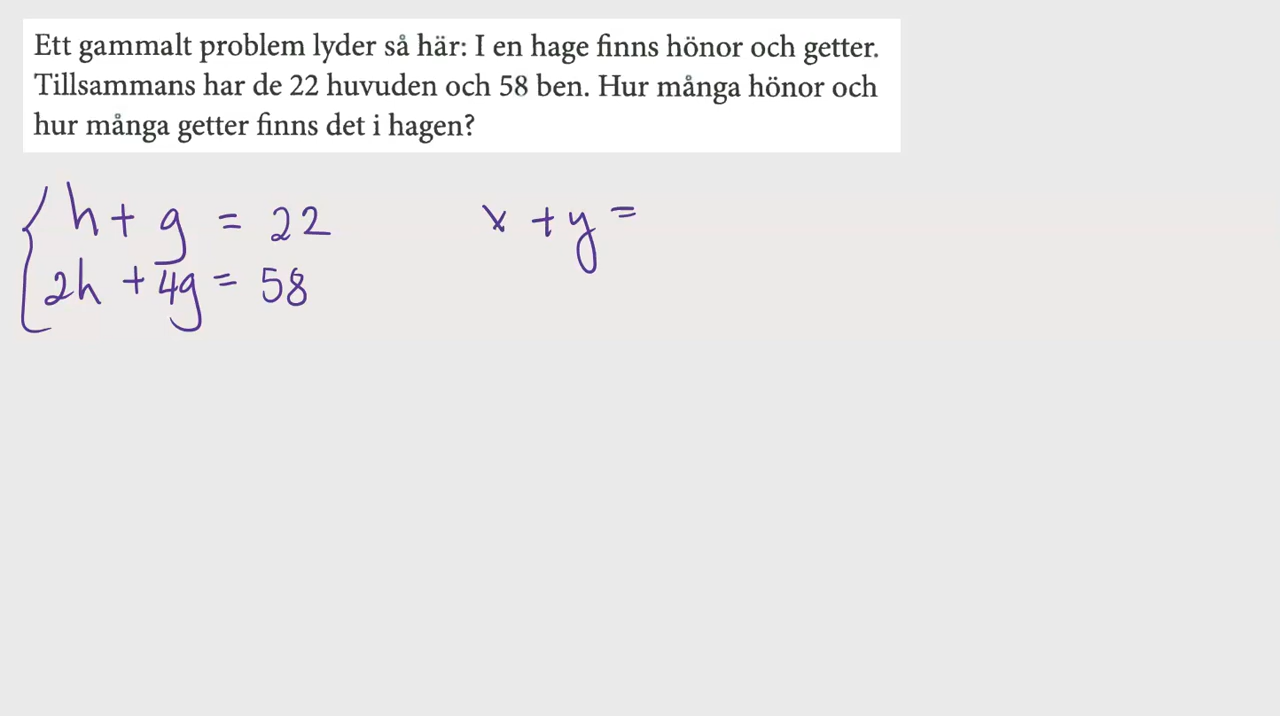 Ett gammalt problem lyder så här: I en hage finns hönor och getter.
Tillsammans har de 22 huvuden och 58 ben. Hur många hönor och
hur många getter finns det i hagen?
h + g = 22
2h + 4g = 58
x + y =